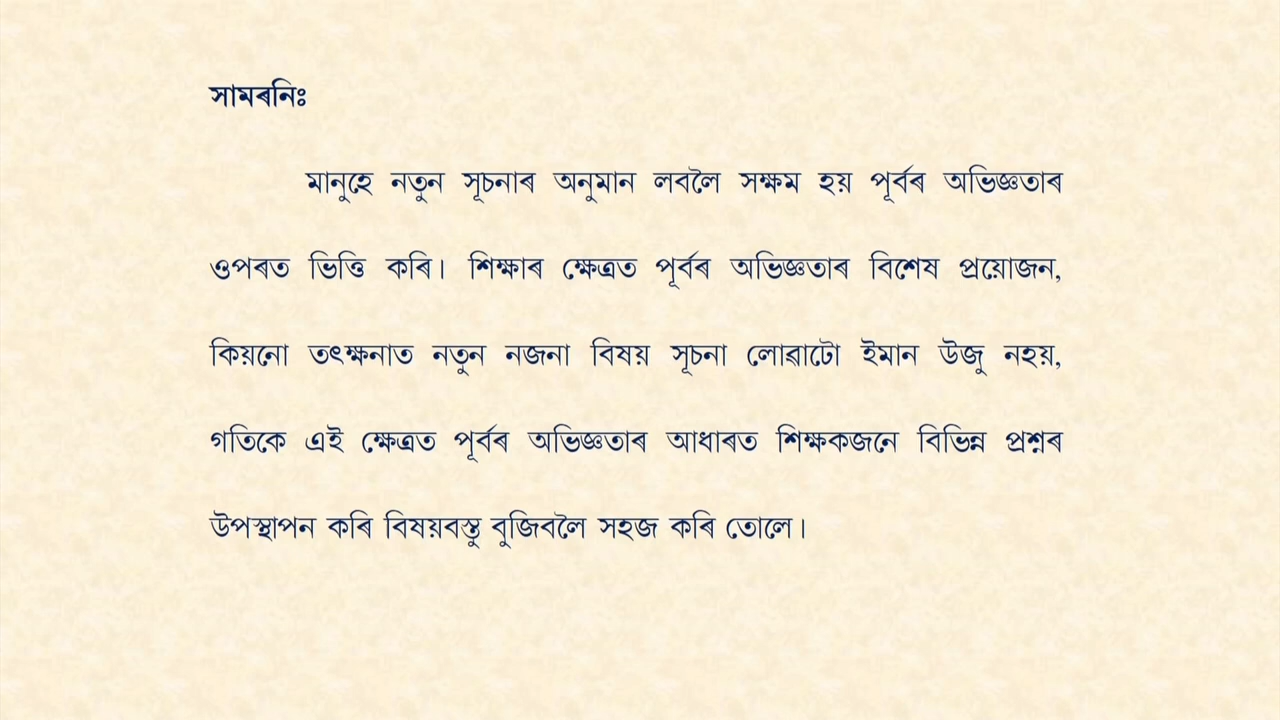 সামৰনিঃ
মানুহে নতুন সূচনাৰ অনুমান লবলৈ সক্ষম হয় পূৰ্বৰ অভিজ্ঞতাৰ
ওপৰত ভিত্তি কৰি। শিক্ষাৰ ক্ষেত্ৰত পূৰ্বৰ অভিজ্ঞতাৰ বিশেষ প্ৰয়োজন,
কিয়নো তৎক্ষনাত নতুন নজনা বিষয় সূচনা লোৱাটো ইমান উজু নহয়,
গতিকে এই ক্ষেত্ৰত পূৰ্বৰ অভিজ্ঞতাৰ আধাৰত শিক্ষকজনে বিভিন্ন প্ৰশ্নৰ
উপস্থাপন কৰি বিষয়বস্তু বুজিবলৈ সহজ কৰি তোলে।